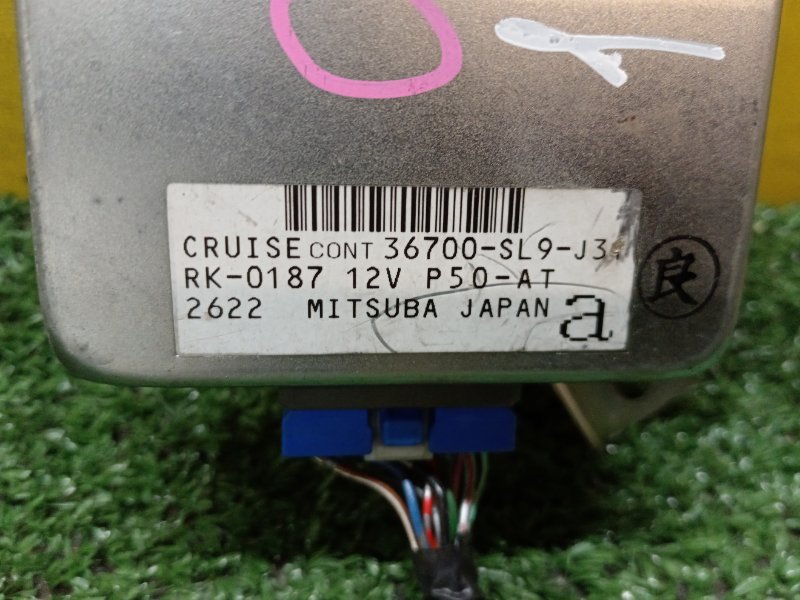 CRUISE CONT 36700-SL9-J3
RK-0187 12V P50-AT
2622 MITSUBA JAPAN a
良